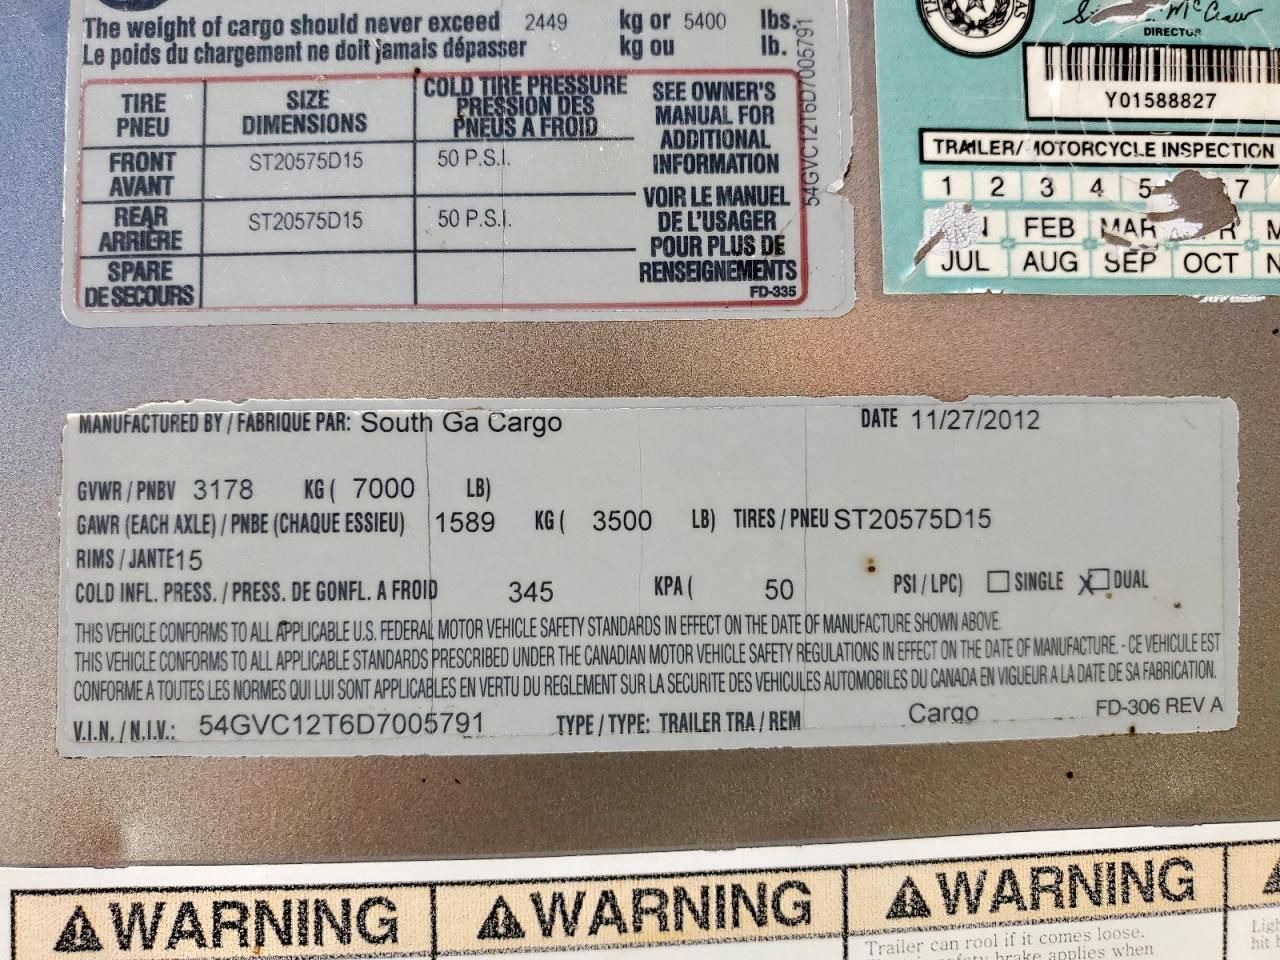 The weight of cargo should never exceed 2449 kg or 5400 lbs.
Le poids du chargement ne doit jamais dépasser kg ou lb.
TIRE PNEU
SIZE DIMENSIONS
COLD TIRE PRESSURE
PRESSION DES
PNEUS A FROID
SEE OWNER'S
MANUAL FOR
ADDITIONAL
INFORMATION
FRONT AVANT
ST20575D15
50 P.S.I.
REAR ARRIÈRE
ST20575D15
50 P.S.I.
SPARE
DE SECOURS
VOIR LE MANUEL
DE L'USAGER
POUR PLUS DE
RENSEIGNEMENTS
FD-335
54GVC12T6D7005791
DIRECTOR
Y01588827
TRAILER/MOTORCYCLE INSPECTION
1 2 3 4 5 7
FEB MAR
JUL AUG SEP OCT
MANUFACTURED BY / FABRIQUE PAR: South Ga Cargo DATE 11/27/2012
GVWR / PNBV 3178 KG ( 7000 LB)
GAWR (EACH AXLE) / PNBE (CHAQUE ESSIEU) 1589 KG ( 3500 LB) TIRES / PNEU ST20575D15
RIMS / JANTE 15
COLD INFL. PRESS. / PRESS. DE GONFL. A FROID 345 KPA ( 50 PSI / LPC) SINGLE X DUAL
THIS VEHICLE CONFORMS TO ALL APPLICABLE U.S. FEDERAL MOTOR VEHICLE SAFETY STANDARDS IN EFFECT ON THE DATE OF MANUFACTURE SHOWN ABOVE.
THIS VEHICLE CONFORMS TO ALL APPLICABLE STANDARDS PRESCRIBED UNDER THE CANADIAN MOTOR VEHICLE SAFETY REGULATIONS IN EFFECT ON THE DATE OF MANUFACTURE. - CE VEHICULE EST
CONFORME A TOUTES LES NORMES QUI LUI SONT APPLICABLES EN VERTU DU REGLEMENT SUR LA SECURITE DES VEHICULES AUTOMOBILES DU CANADA EN VIGUEUR A LA DATE DE SA FABRICATION.
V.I.N. / N.I.V.: 54GVC12T6D7005791 TYPE / TYPE: TRAILER TRA / REM Cargo FD-306 REV A
WARNING WARNING WARNING
Trailer can rool if it comes loose.
brake applies when